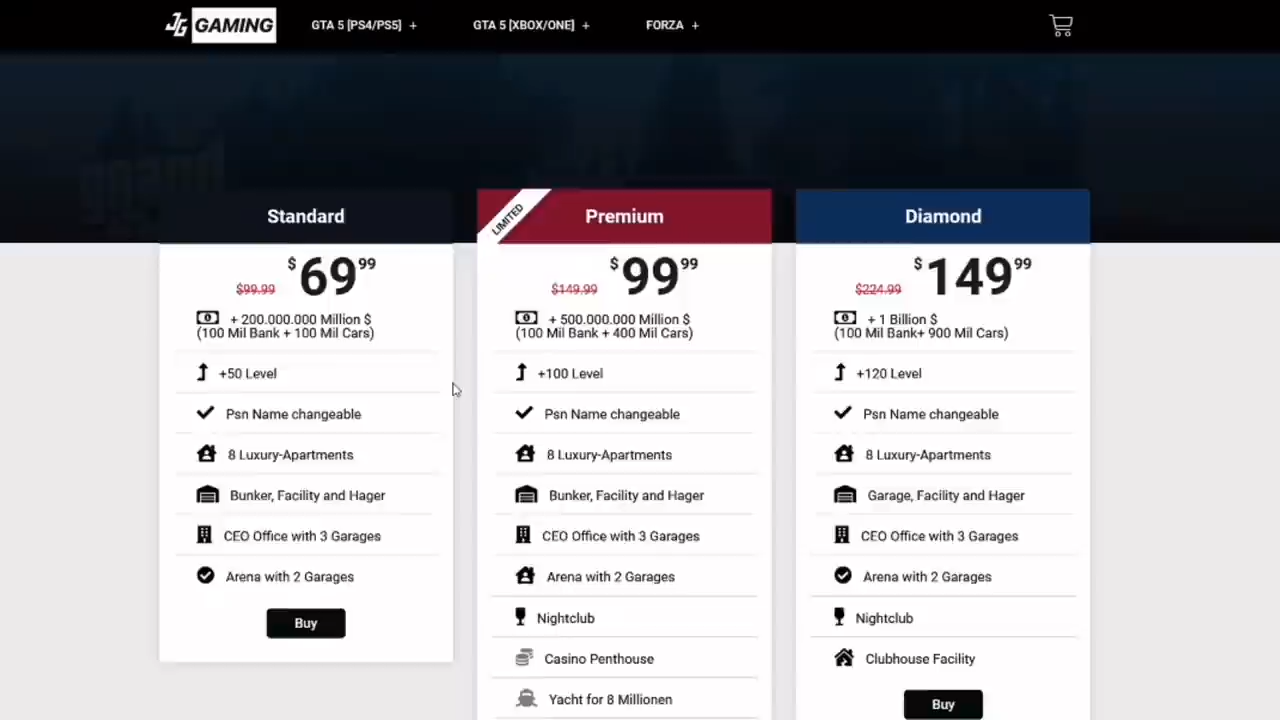 JG GAMING
GTA 5 [PS4/PS5] +
GTA 5 [XBOX/ONE] +
FORZA +
Standard
$99.99 $69 99
+ 200.000.000 Million $
(100 Mil Bank + 100 Mil Cars)
+50 Level
Psn Name changeable
8 Luxury-Apartments
Bunker, Facility and Hager
CEO Office with 3 Garages
Arena with 2 Garages
Buy
LIMITED
Premium
$149.99 $99 99
+ 500.000.000 Million $
(100 Mil Bank + 400 Mil Cars)
+100 Level
Psn Name changeable
8 Luxury-Apartments
Bunker, Facility and Hager
CEO Office with 3 Garages
Arena with 2 Garages
Nightclub
Casino Penthouse
Yacht for 8 Millionen
Diamond
$224.99 $149 99
+ 1 Billion $
(100 Mil Bank+ 900 Mil Cars)
+120 Level
Psn Name changeable
8 Luxury-Apartments
Garage, Facility and Hager
CEO Office with 3 Garages
Arena with 2 Garages
Nightclub
Clubhouse Facility
Buy